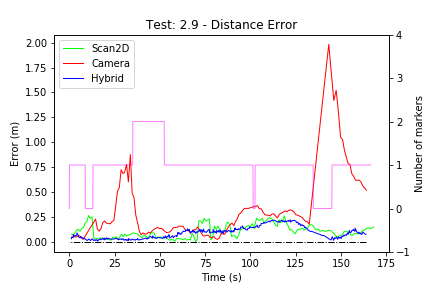 Test: 2.9 - Distance Error
Scan2D
Camera
Hybrid
2.00
1.75
1.50
1.25
1.00
0.75
0.50
0.25
0.00
Error (m)
4
3
2
1
0
−1
Number of markers
0 25 50 75 100 125 150 175
Time (s)